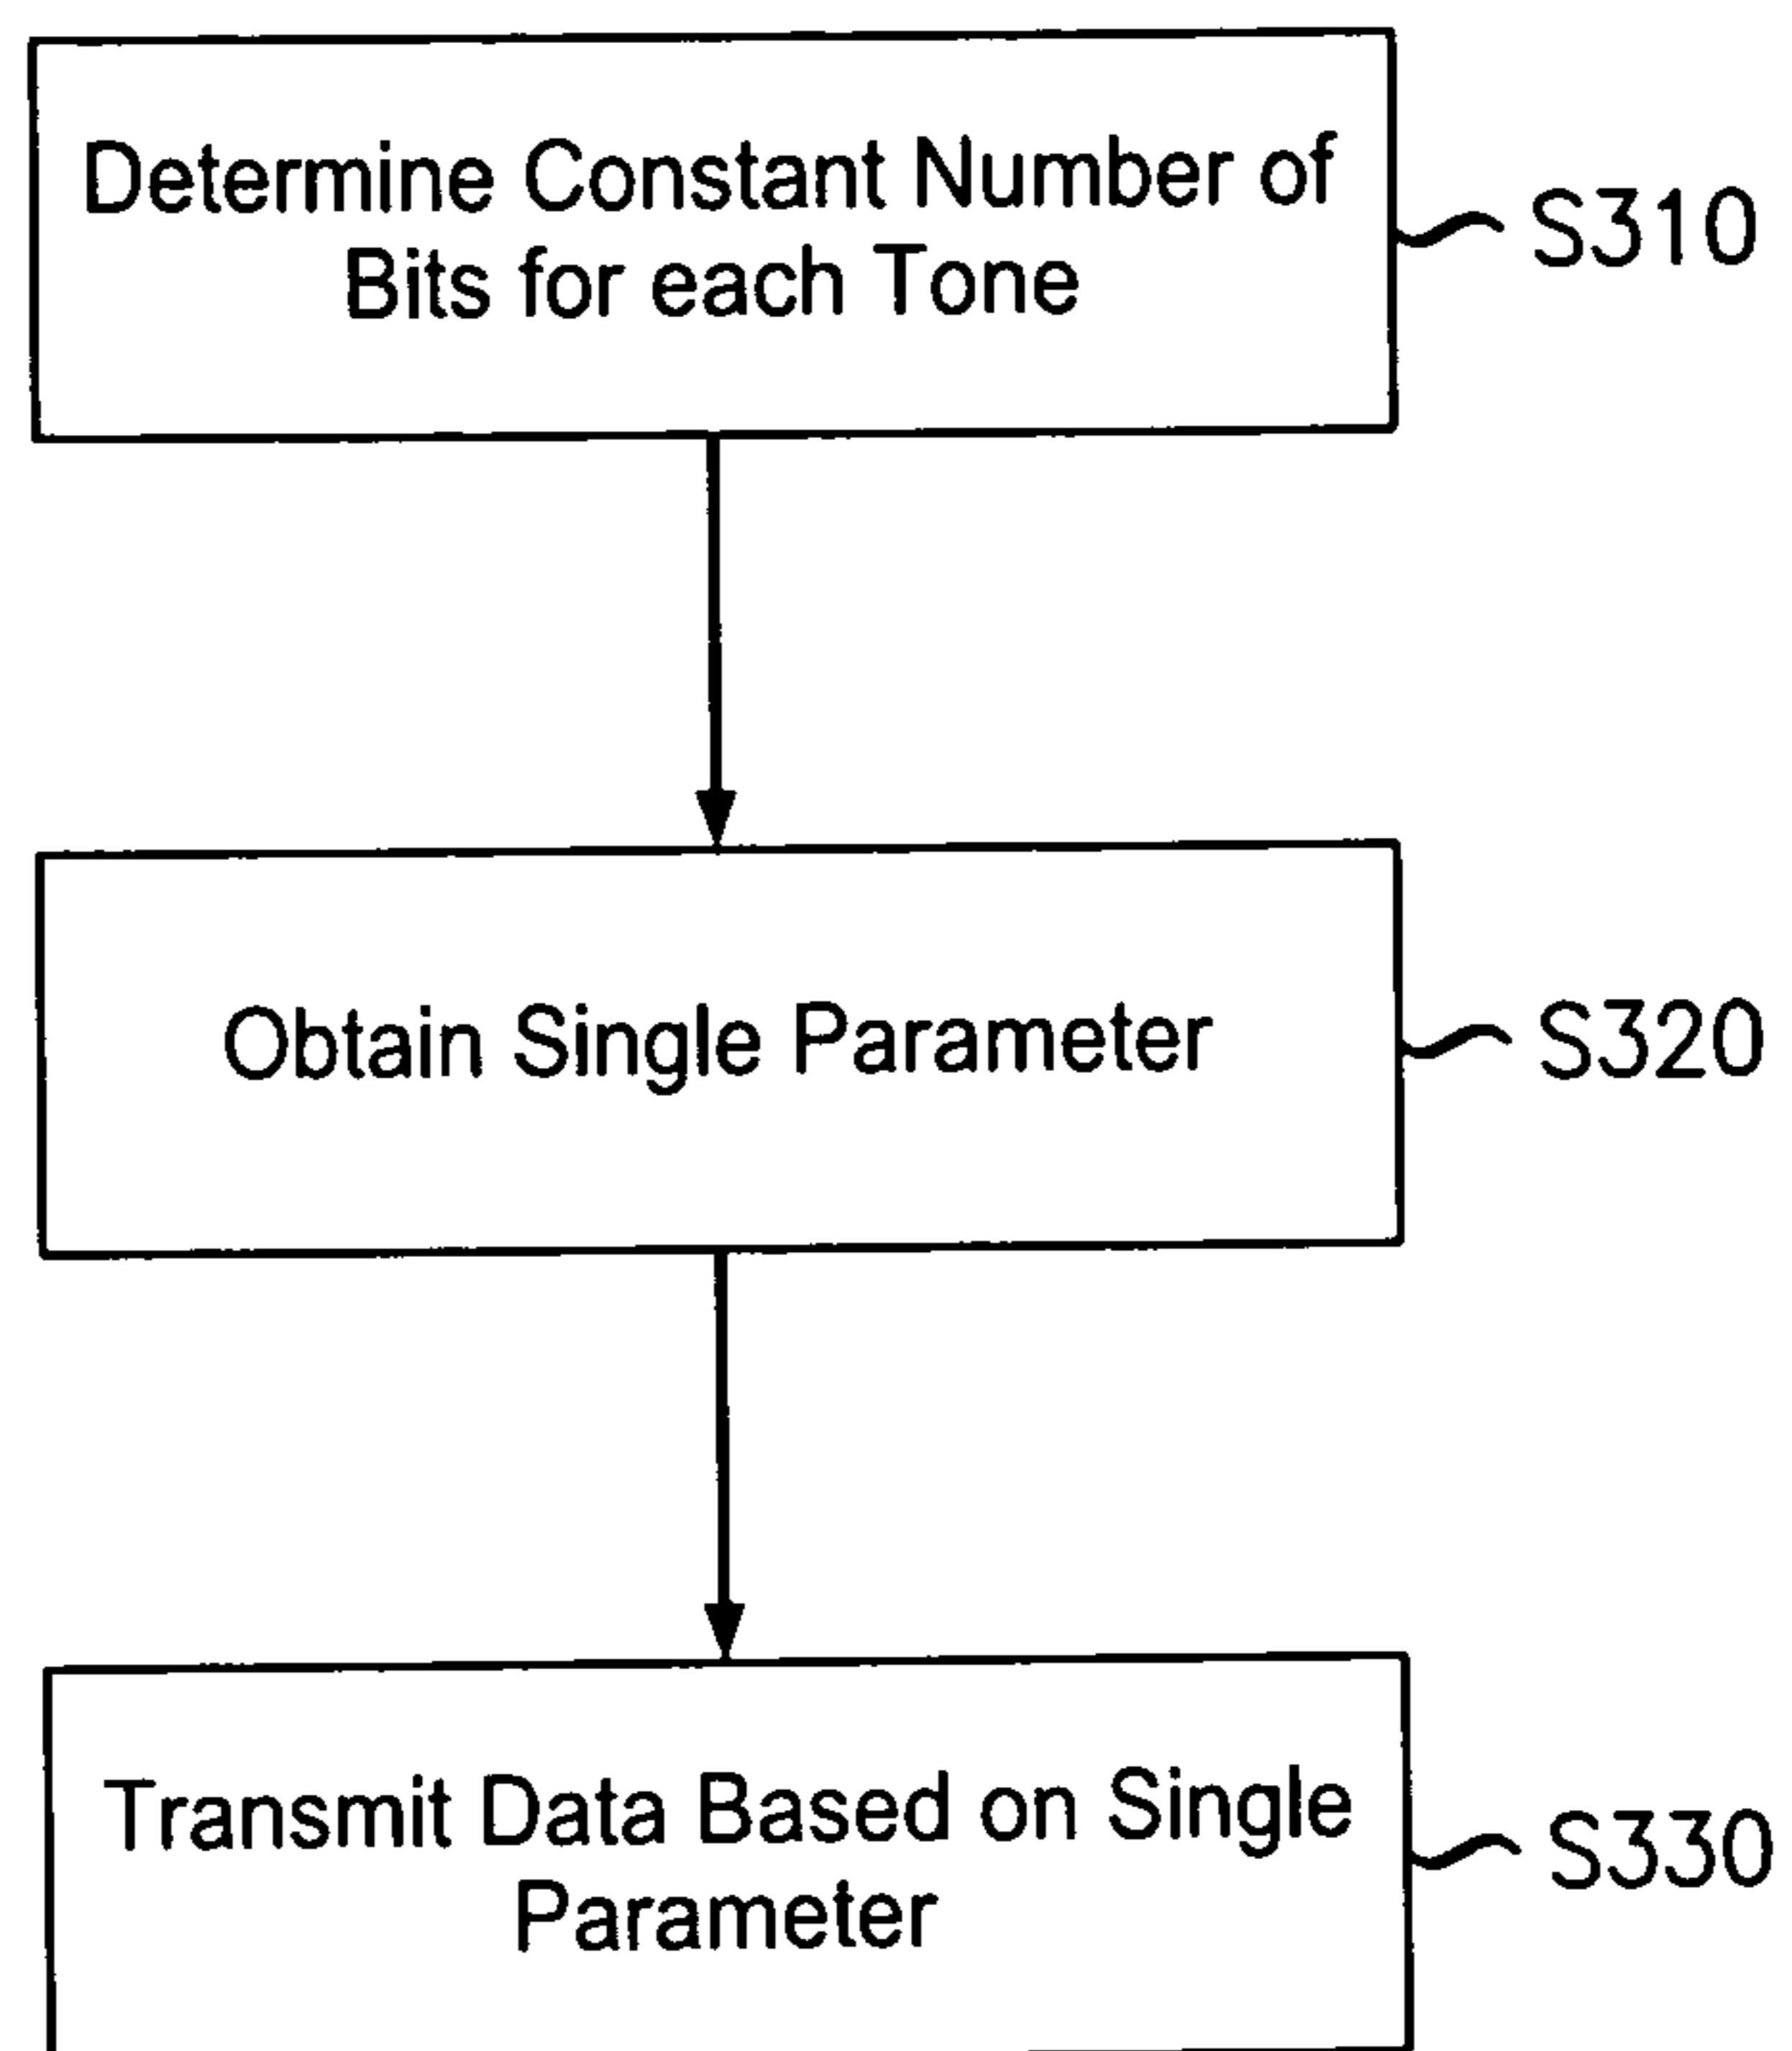 Determine Constant Number of
Bits for each Tone
S310
Obtain Single Parameter
S320
Transmit Data Based on Single
Parameter
S330